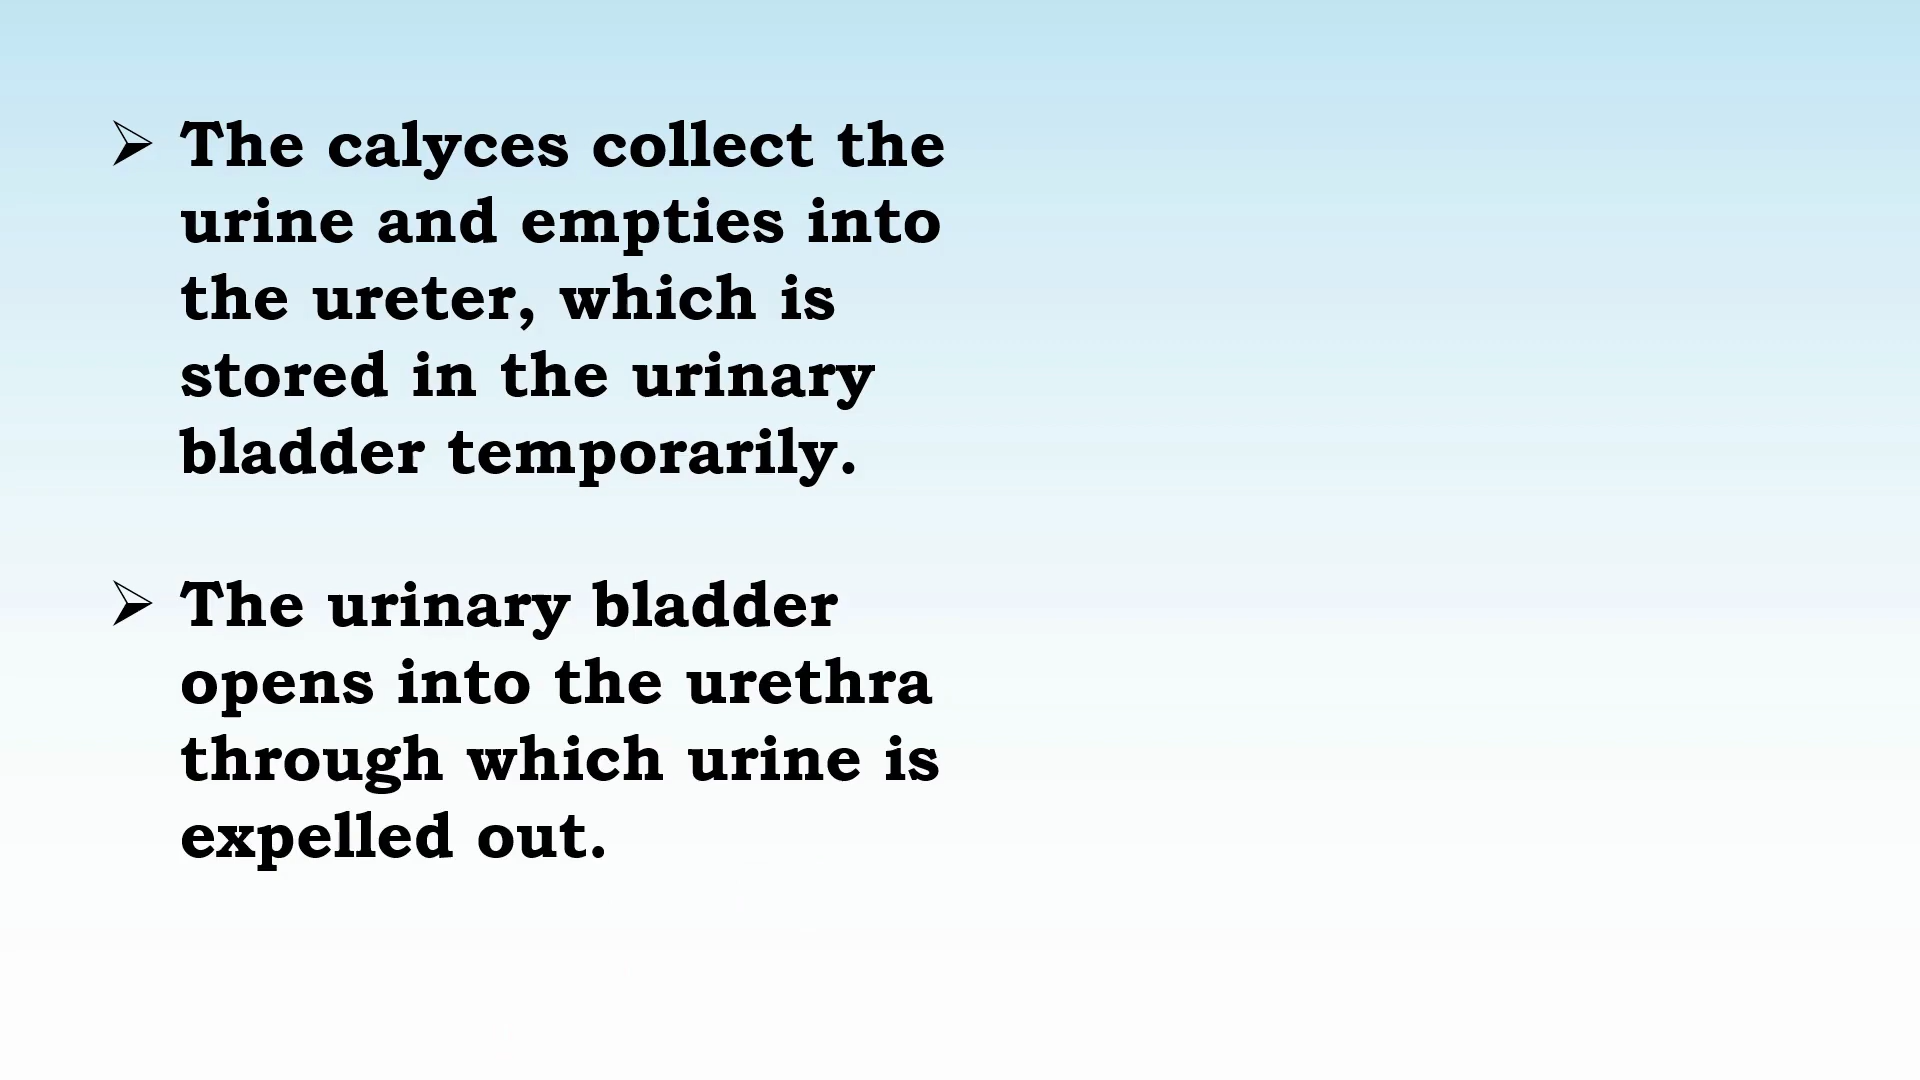 ➢ The calyces collect the
urine and empties into
the ureter, which is
stored in the urinary
bladder temporarily.
➢ The urinary bladder
opens into the urethra
through which urine is
expelled out.